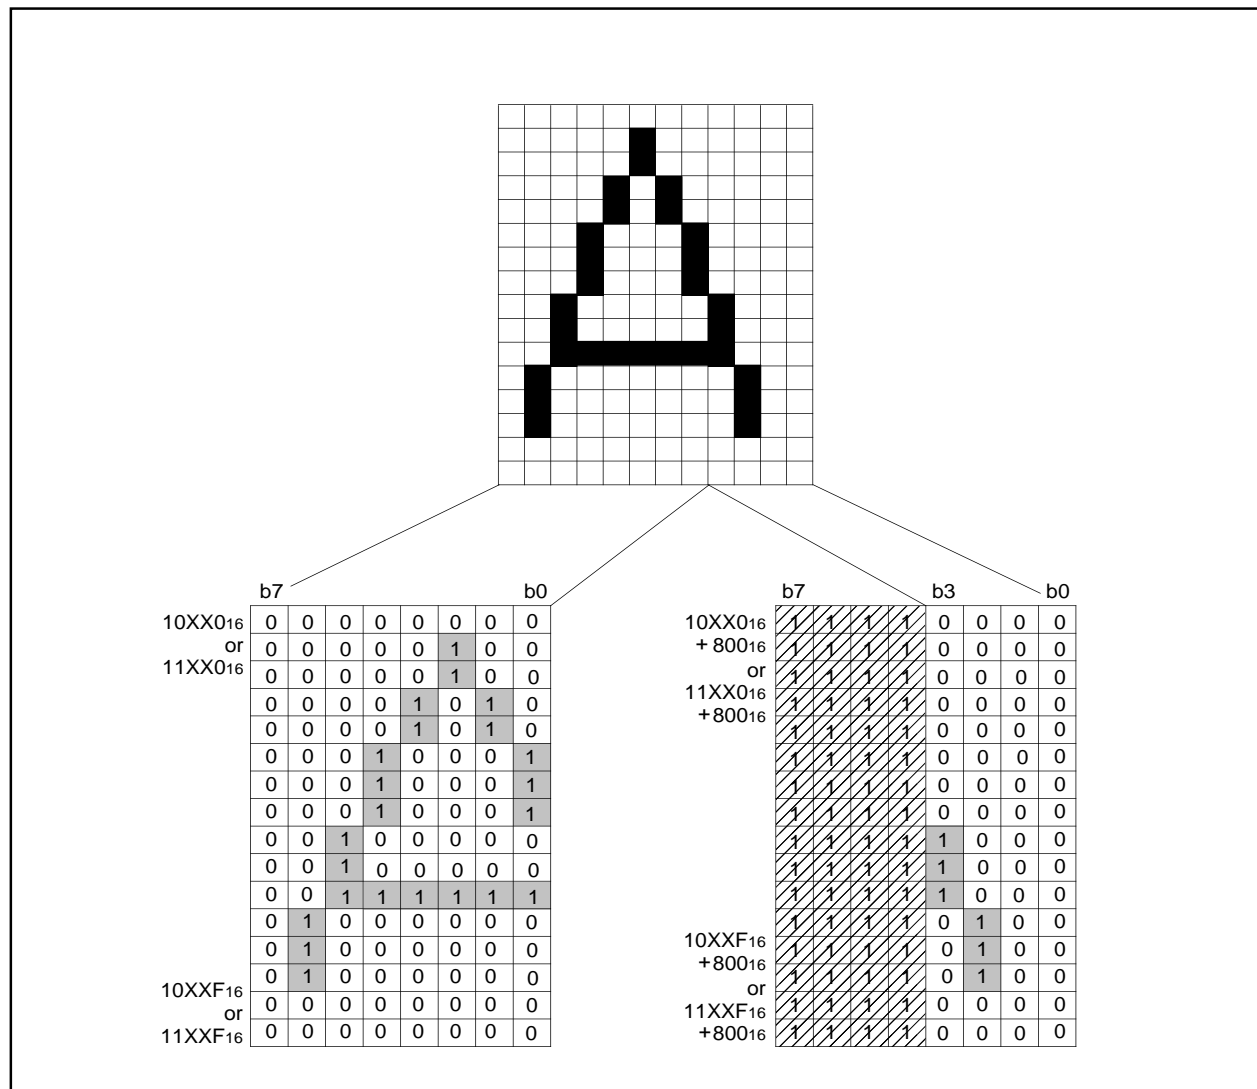 b7 b0
10XX016
or
11XX016
10XXF16
or
11XXF16
0 0 0 0 0 0 0 0
0 0 0 0 0 1 0 0
0 0 0 0 0 1 0 0
0 0 0 0 1 0 1 0
0 0 0 0 1 0 1 0
0 0 0 1 0 0 0 1
0 0 0 1 0 0 0 1
0 0 0 1 0 0 0 1
0 0 1 0 0 0 0 0
0 0 1 0 0 0 0 0
0 0 1 1 1 1 1 1
0 1 0 0 0 0 0 0
0 1 0 0 0 0 0 0
0 1 0 0 0 0 0 0
0 0 0 0 0 0 0 0
0 0 0 0 0 0 0 0
b7 b3 b0
10XX016
+80016
or
11XX016
+80016
10XXF16
+80016
or
11XXF16
+80016
1 1 1 1 0 0 0 0
1 1 1 1 0 0 0 0
1 1 1 1 0 0 0 0
1 1 1 1 0 0 0 0
1 1 1 1 0 0 0 0
1 1 1 1 0 0 0 0
1 1 1 1 0 0 0 0
1 1 1 1 0 0 0 0
1 1 1 1 1 0 0 0
1 1 1 1 1 0 0 0
1 1 1 1 1 0 0 0
1 1 1 1 0 1 0 0
1 1 1 1 0 1 0 0
1 1 1 1 0 1 0 0
1 1 1 1 0 0 0 0
1 1 1 1 0 0 0 0